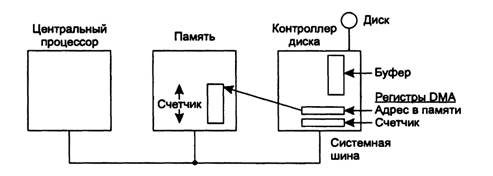 Диск
Центральный
процессор
Память
Контроллер
диска
Буфер
Счетчик
Регистры DMA
Адрес в памяти
Счетчик
Системная
шина